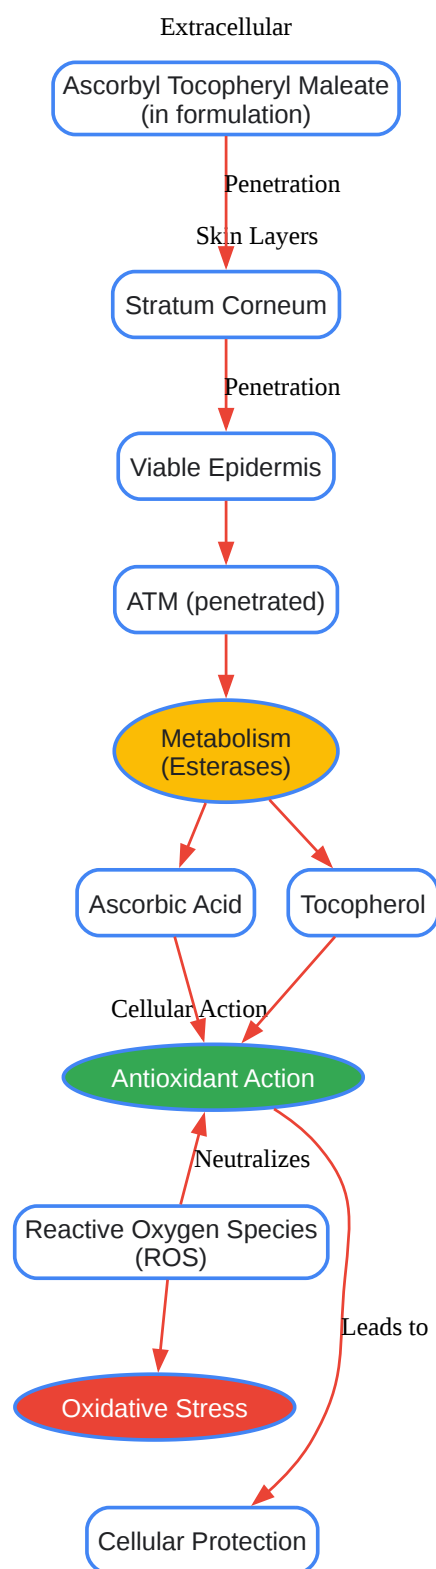 Extracellular
Ascorbyl Tocopheryl Maleate
(in formulation)
Penetration
Skin Layers
Stratum Corneum
Penetration
Viable Epidermis
ATM (penetrated)
Metabolism
(Esterases)
Ascorbic Acid
Tocopherol
Cellular Action
Antioxidant Action
Neutralizes
Reactive Oxygen Species
(ROS)
Leads to
Oxidative Stress
Cellular Protection